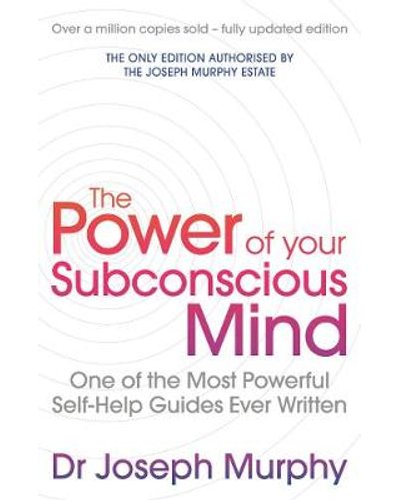 Over a million copies sold – fully updated edition
THE ONLY EDITION AUTHORISED BY
THE JOSEPH MURPHY ESTATE
The
Power of your
Subconscious
Mind
One of the Most Powerful
Self-Help Guides Ever Written
Dr Joseph Murphy